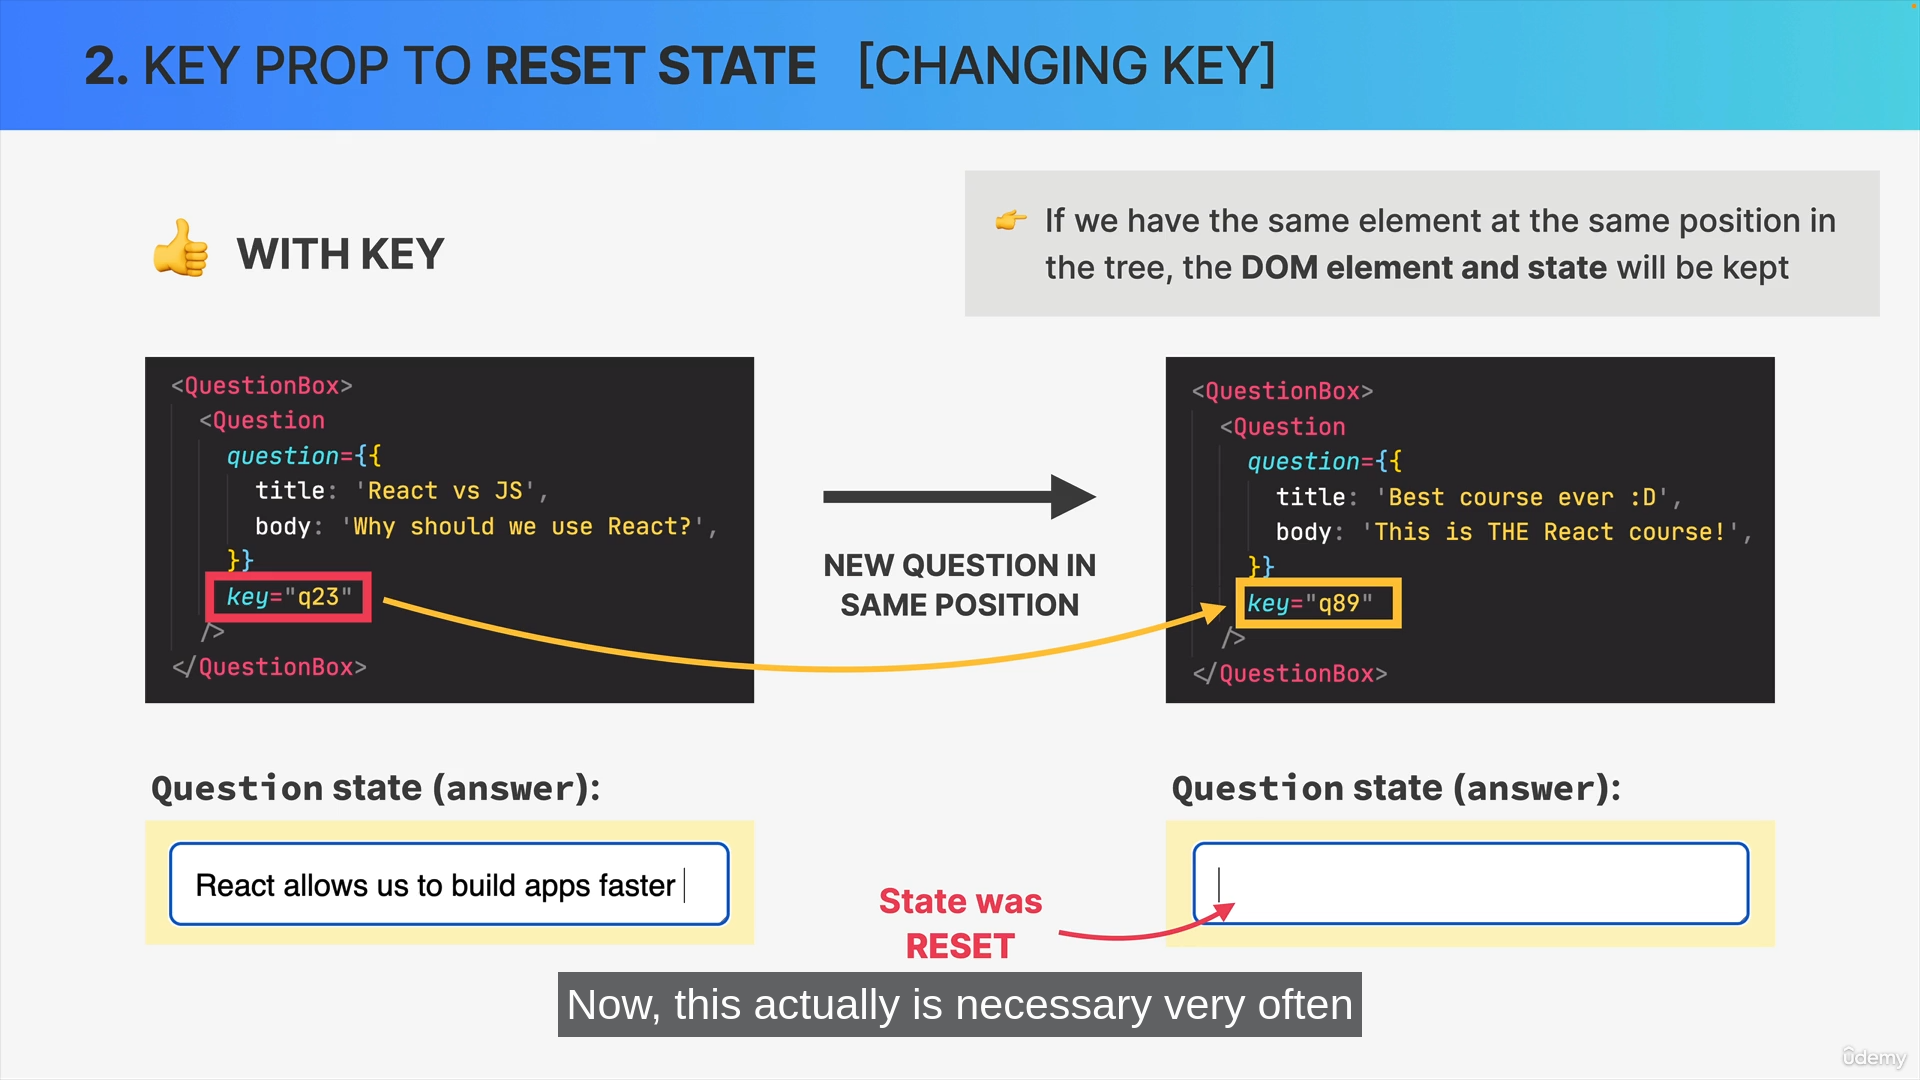 2. KEY PROP TO RESET STATE [CHANGING KEY]
👍 WITH KEY
👉 If we have the same element at the same position in
the tree, the DOM element and state will be kept
<QuestionBox>
<Question
question={{
title: 'React vs JS',
body: 'Why should we use React?',
}}
key="q23"
/>
</QuestionBox>
NEW QUESTION IN
SAME POSITION
<QuestionBox>
<Question
question={{
title: 'Best course ever :D',
body: 'This is THE React course!',
}}
key="q89"
/>
</QuestionBox>
Question state (answer):
React allows us to build apps faster
Question state (answer):
State was
RESET
Now, this actually is necessary very often
ûdemy